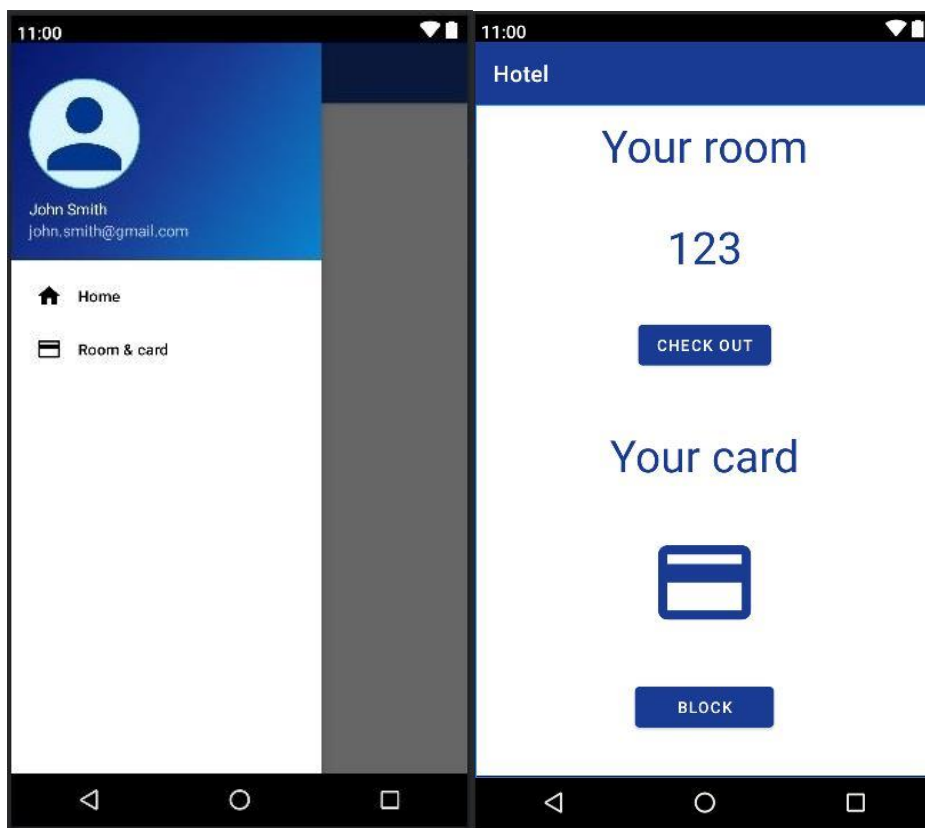 11:00
John Smith
john.smith@gmail.com
Home
Room & card
11:00
Hotel
Your room
123
CHECK OUT
Your card
BLOCK